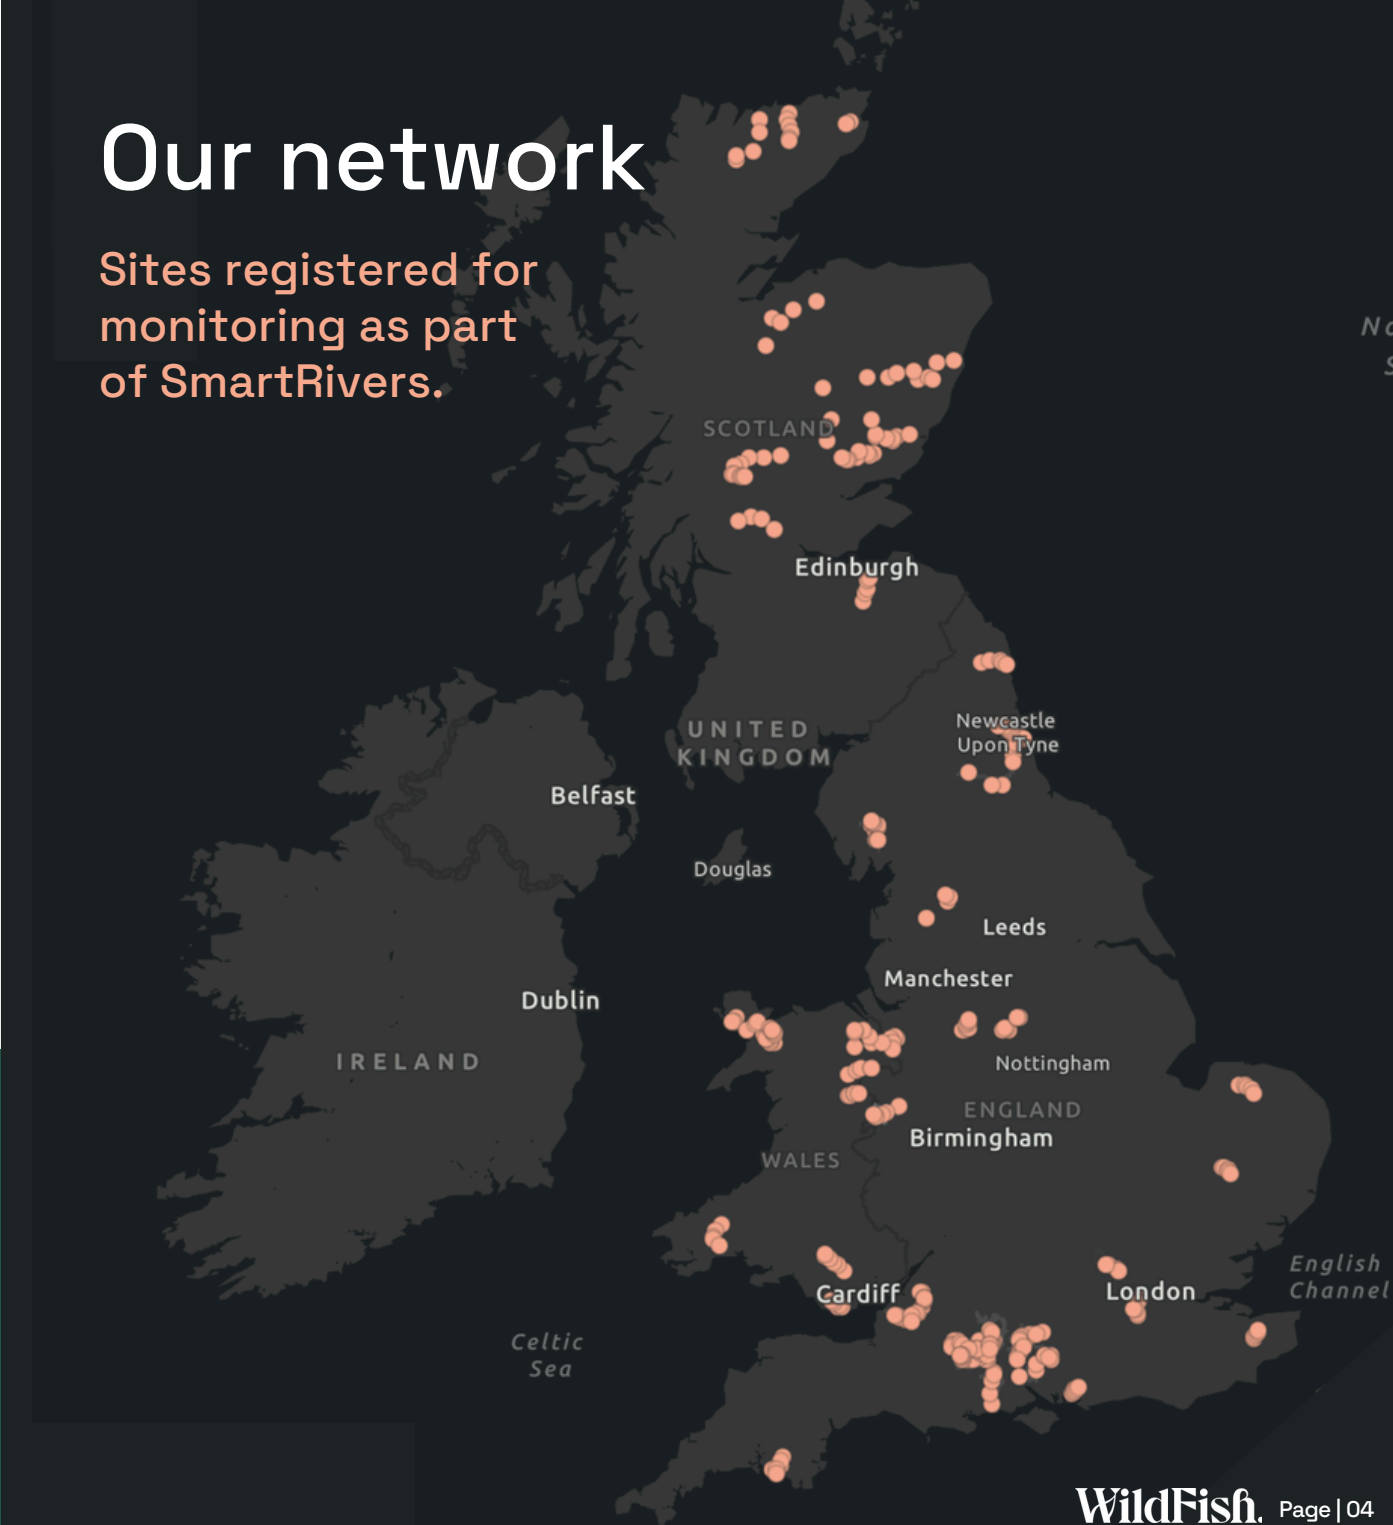 Our network
Sites registered for
monitoring as part
of SmartRivers.
SCOTLAND
Edinburgh
Newcastle
Upon Tyne
UNITED
KINGDOM
Belfast
Douglas
Leeds
Manchester
Dublin
IRELAND
Nottingham
ENGLAND
Birmingham
WALES
English
Channel
Cardiff
London
Celtic
Sea
WildFish.
Page | 04